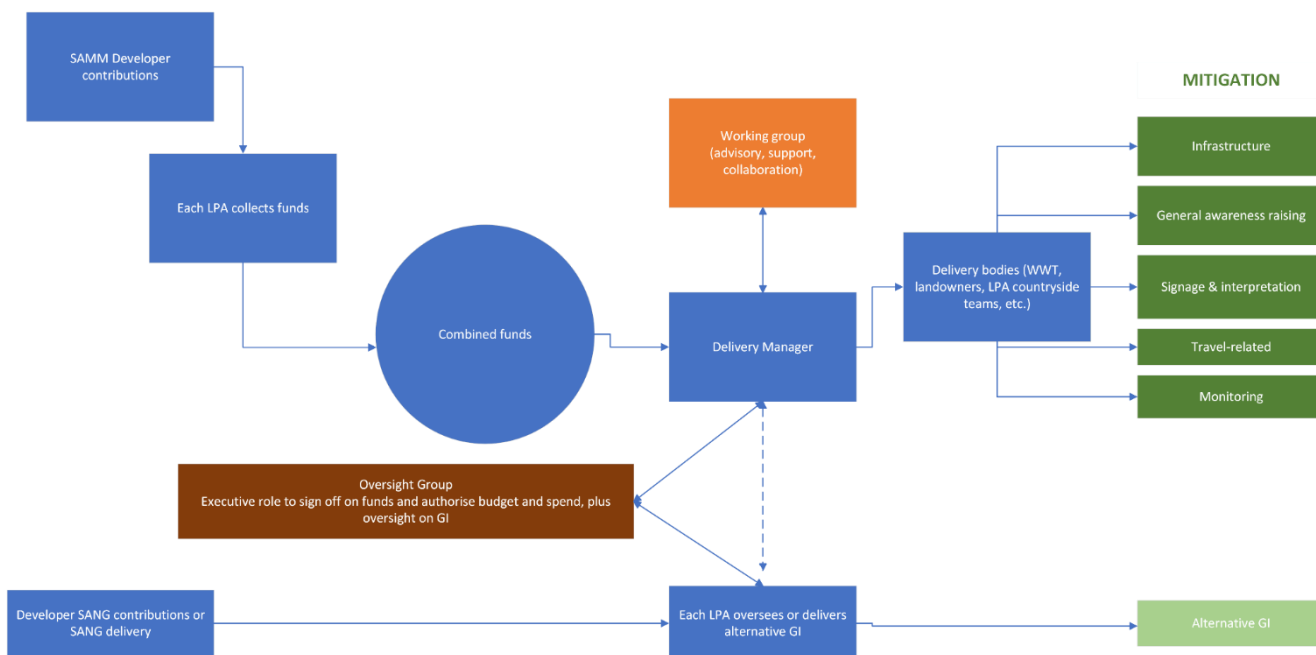 SAMM Developer
contributions
MITIGATION
Working group
(advisory, support,
collaboration)
Infrastructure
Each LPA collects funds
General awareness raising
Delivery bodies (WWT,
landowners, LPA countryside
teams, etc.)
Signage & interpretation
Combined funds
Delivery Manager
Travel-related
Monitoring
Oversight Group
Executive role to sign off on funds and authorise budget and spend, plus
oversight on GI
Developer SANG contributions or
SANG delivery
Each LPA oversees or delivers
alternative GI
Alternative GI